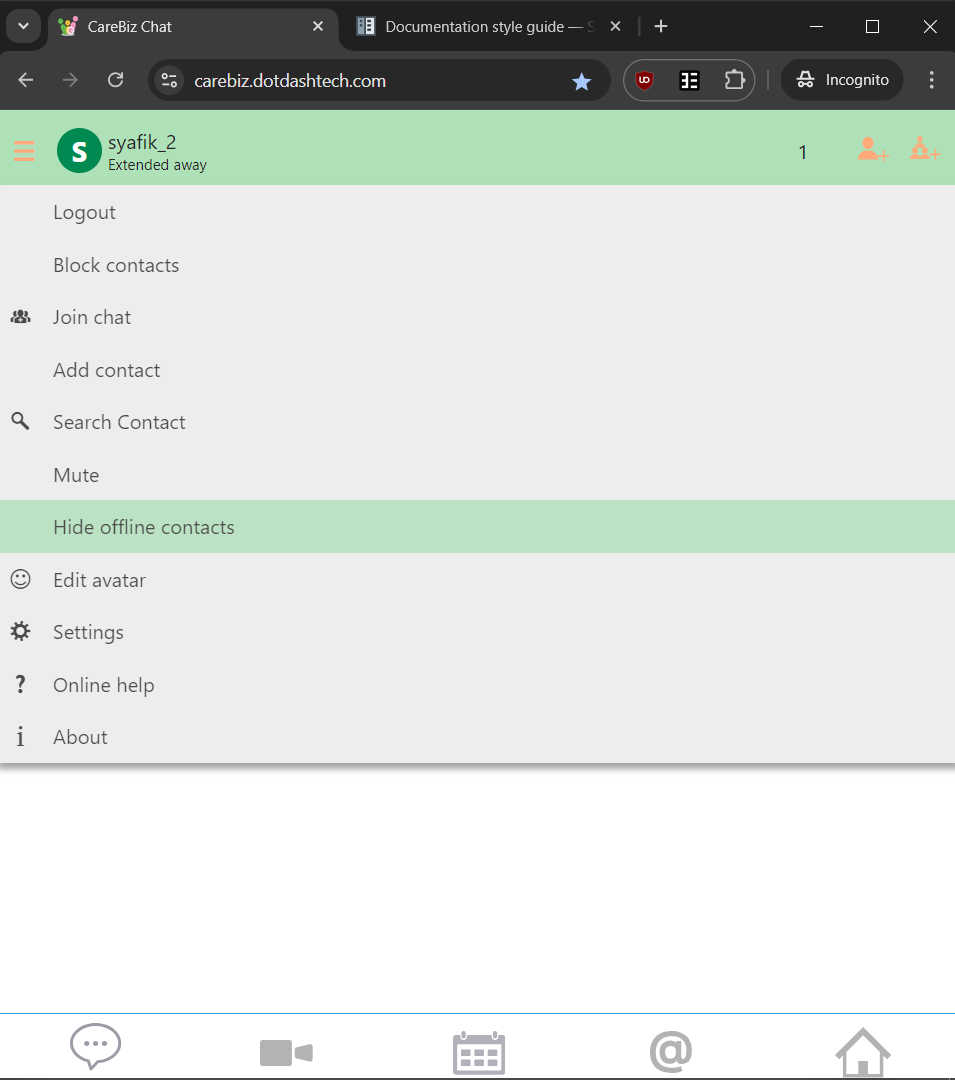 CareBiz Chat
Documentation style guide —
carebiz.dotdashtech.com
Incognito
S
syafik_2
Extended away
1
Logout
Block contacts
Join chat
Add contact
Search Contact
Mute
Hide offline contacts
Edit avatar
Settings
? Online help
i About
@